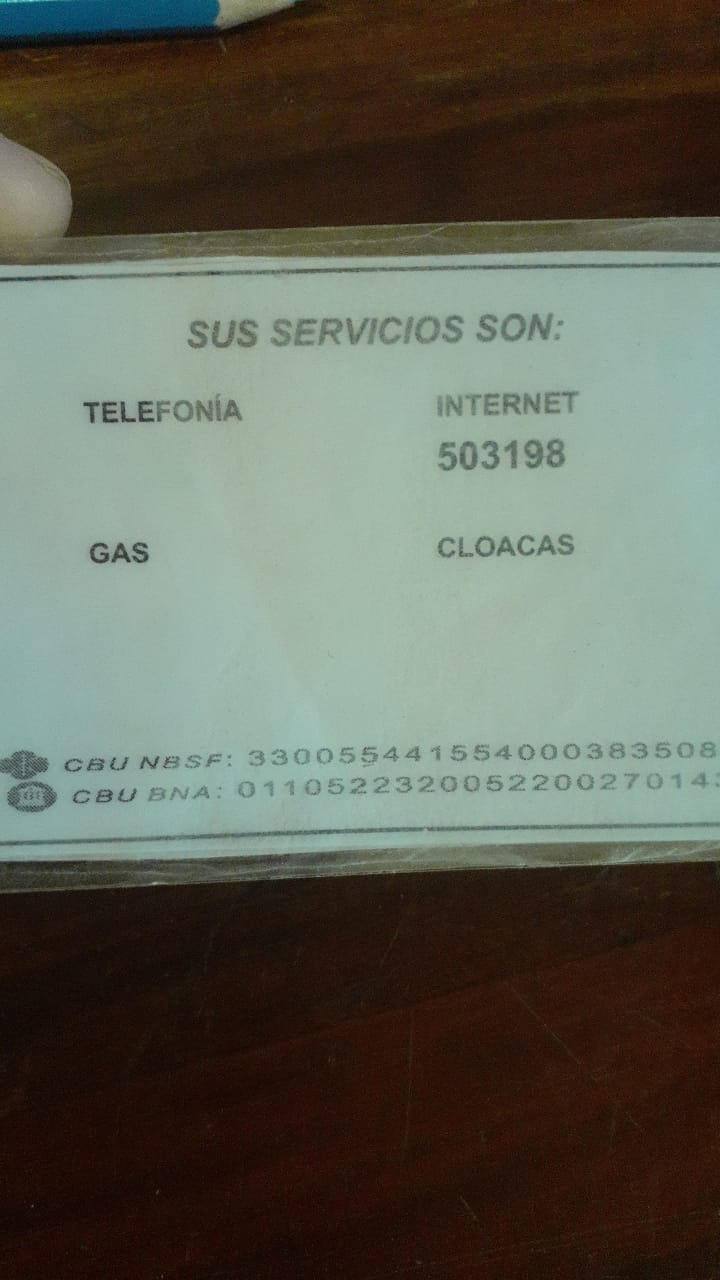 SUS SERVICIOS SON:
TELEFONÍA INTERNET
503198
GAS CLOACAS
CBU NBSF: 330055441554000383508
CBU BNA: 011052232005220027014